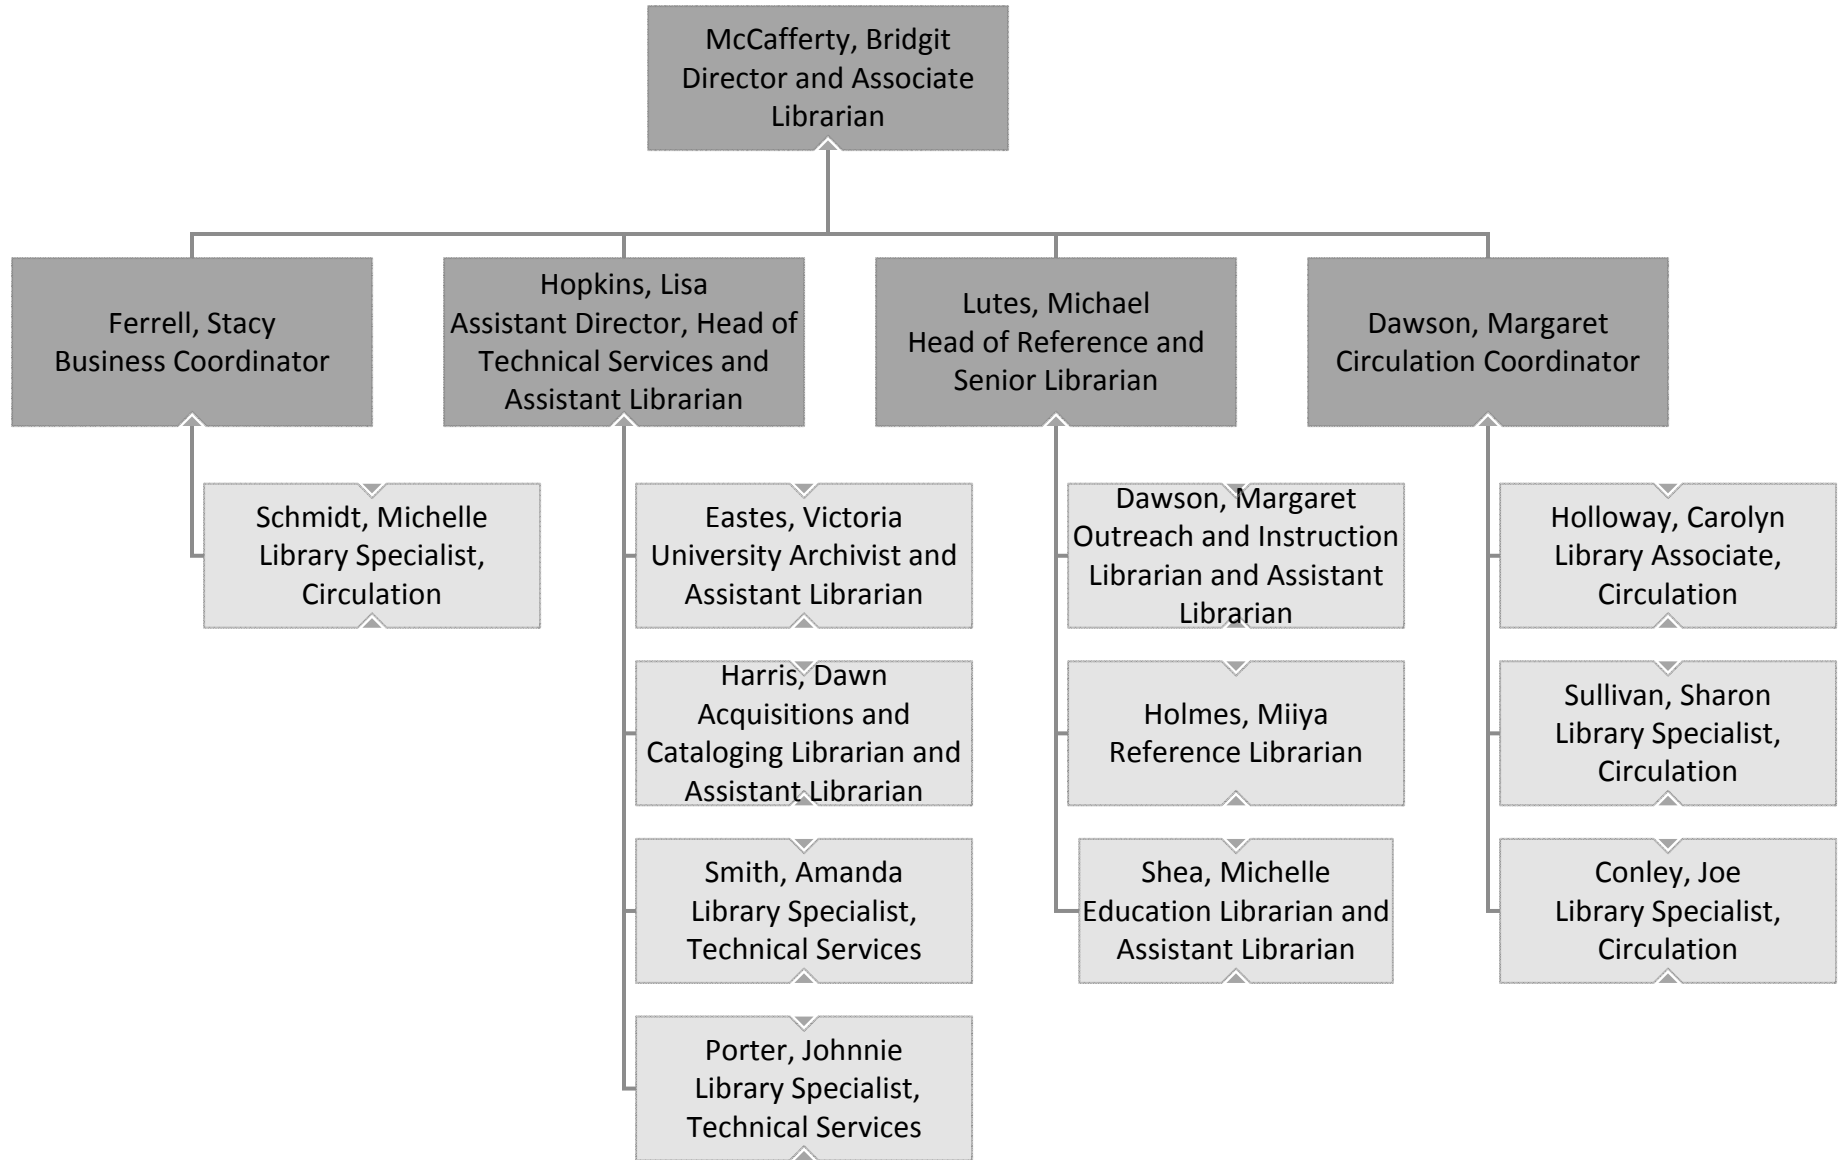 McCafferty, Bridgit
Director and Associate
Librarian
Ferrell, Stacy
Business Coordinator
Hopkins, Lisa
Assistant Director, Head of
Technical Services and
Assistant Librarian
Lutes, Michael
Head of Reference and
Senior Librarian
Dawson, Margaret
Circulation Coordinator
Schmidt, Michelle
Library Specialist,
Circulation
Eastes, Victoria
University Archivist and
Assistant Librarian
Harris, Dawn
Acquisitions and
Cataloging Librarian and
Assistant Librarian
Smith, Amanda
Library Specialist,
Technical Services
Porter, Johnnie
Library Specialist,
Technical Services
Dawson, Margaret
Outreach and Instruction
Librarian and Assistant
Librarian
Holmes, Miiya
Reference Librarian
Shea, Michelle
Education Librarian and
Assistant Librarian
Holloway, Carolyn
Library Associate,
Circulation
Sullivan, Sharon
Library Specialist,
Circulation
Conley, Joe
Library Specialist,
Circulation